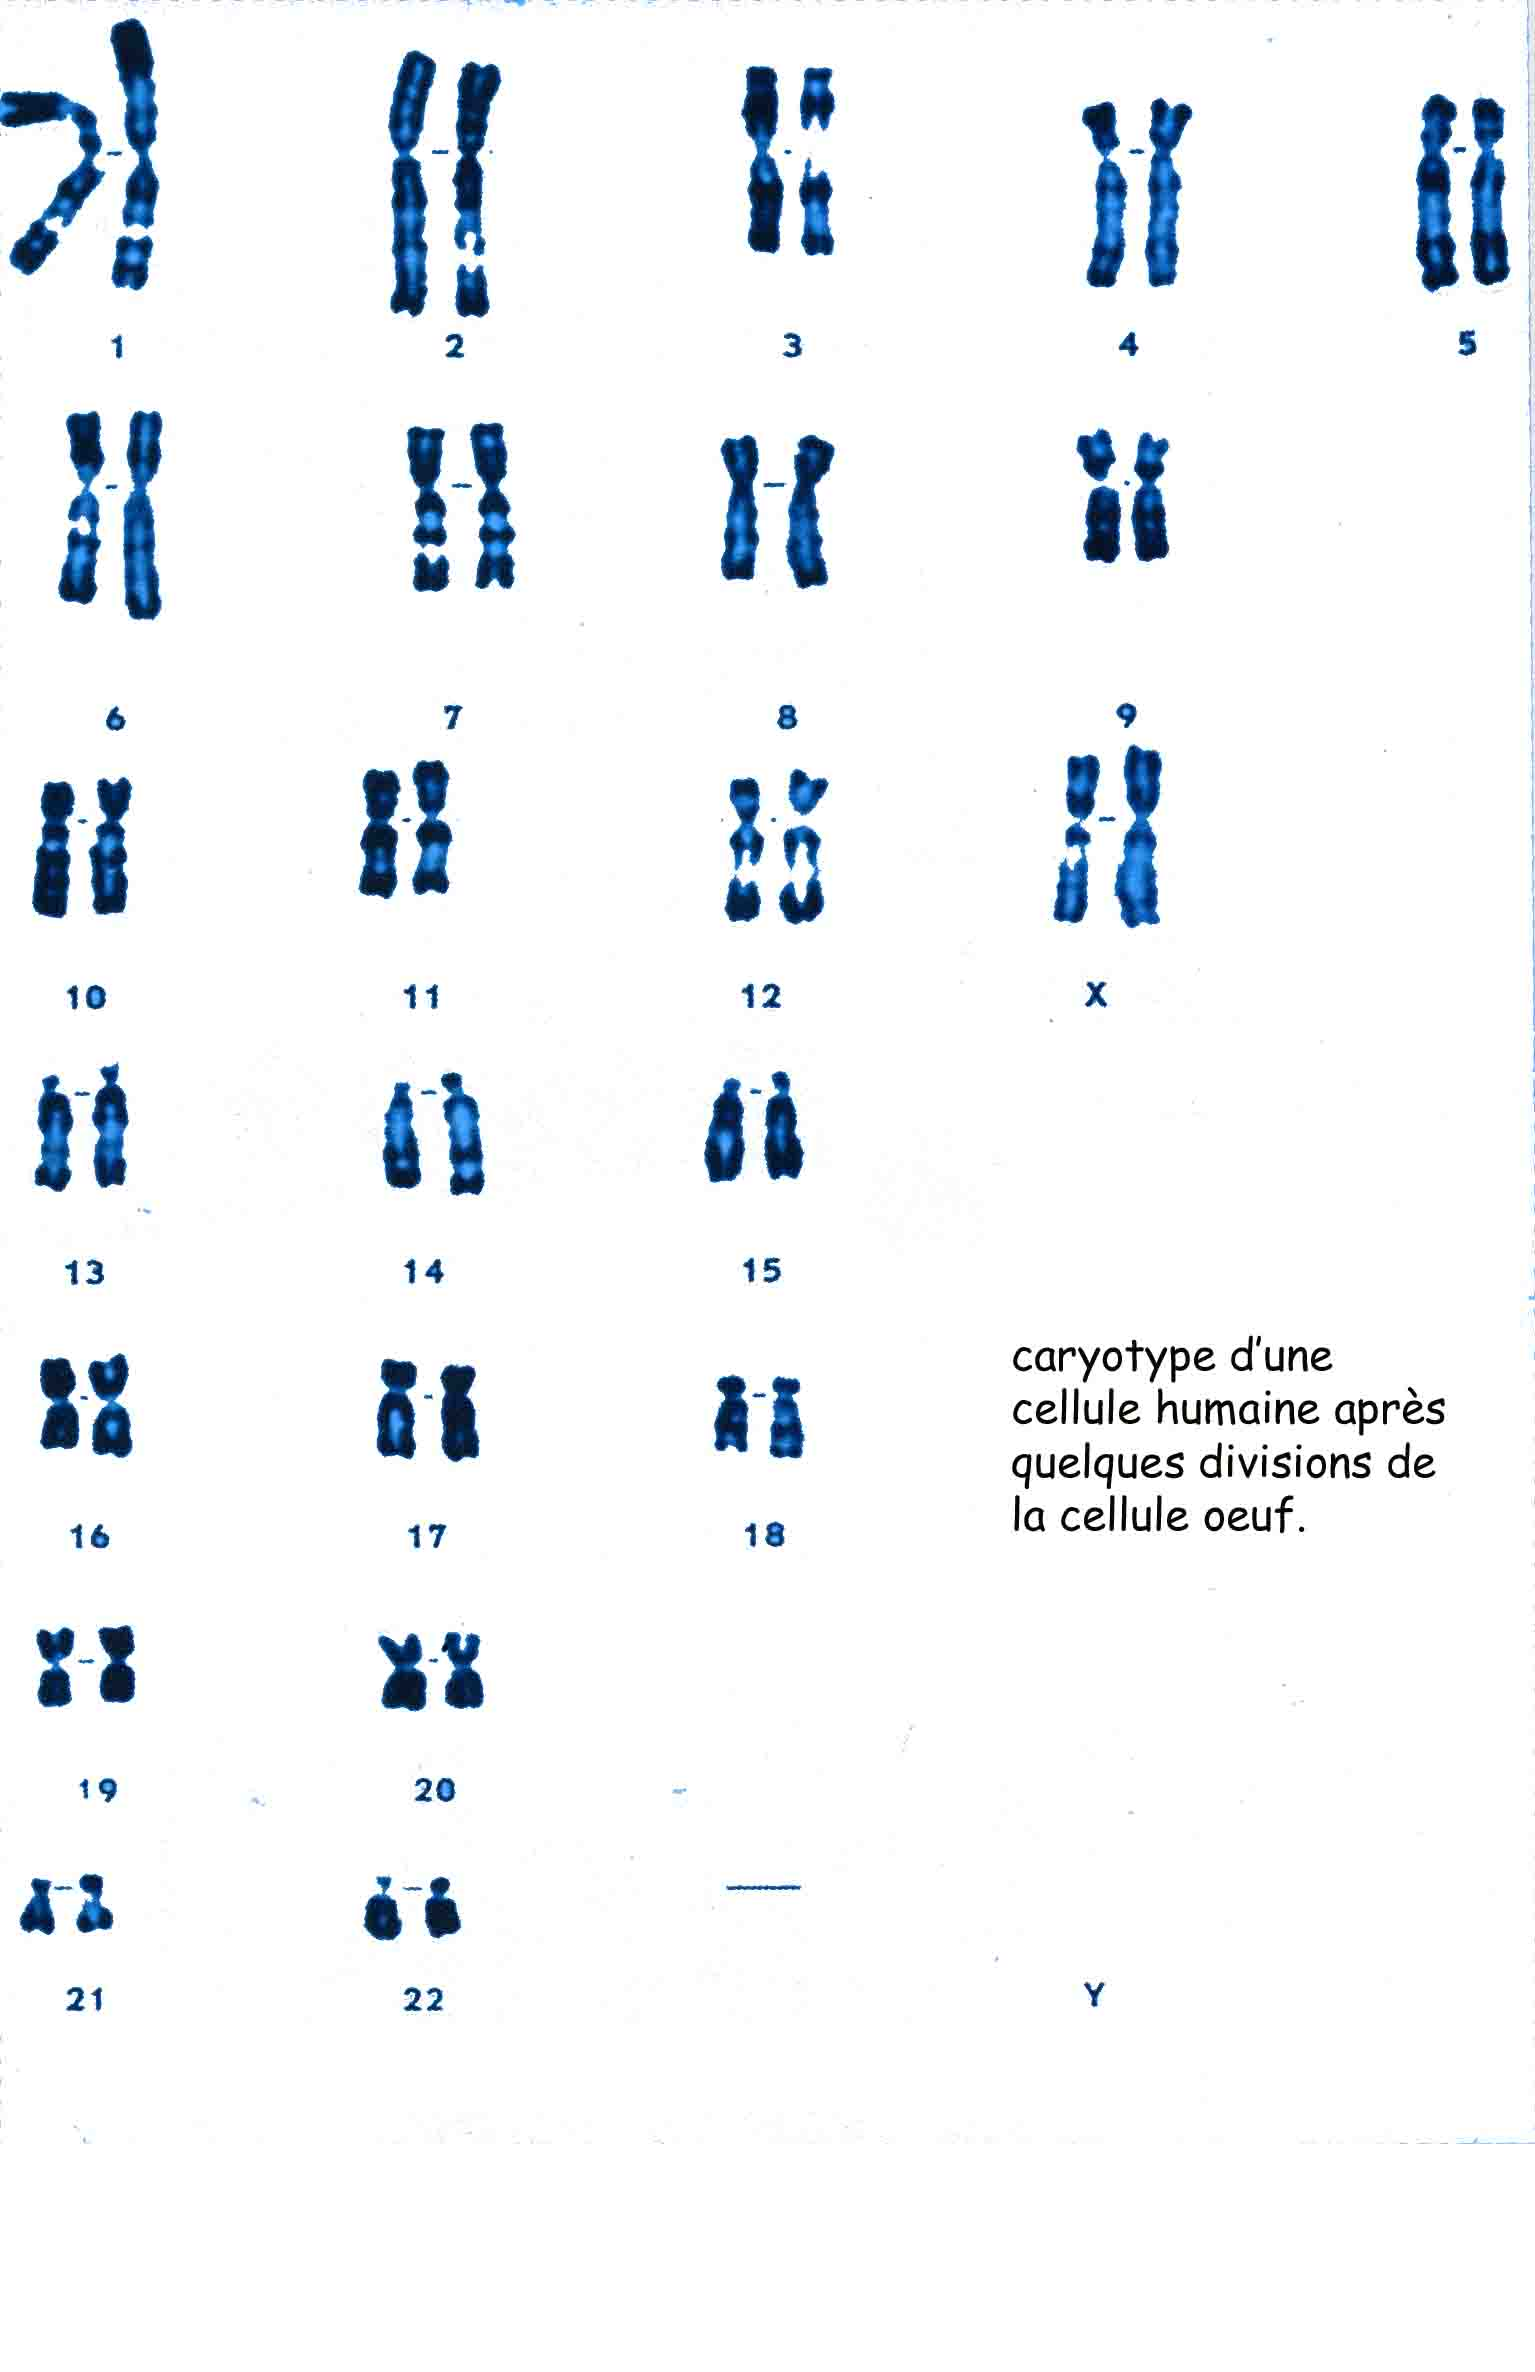 1 2 3 4 5
6 7 8 9
10 11 12 X
13 14 15
caryotype d'une
cellule humaine après
quelques divisions de
la cellule oeuf.
16 17 18
19 20
21 22 Y